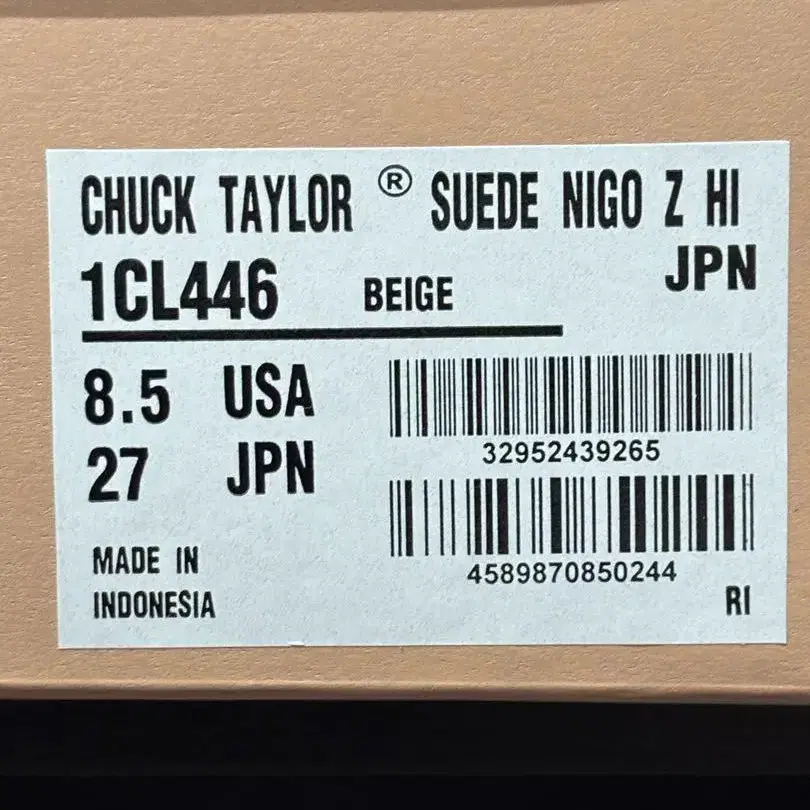 CHUCK TAYLOR ® SUEDE NIGO Z HI
JPN
1CL446 BEIGE
8.5 USA
27 JPN
32952439265
4589870850244
MADE IN
INDONESIA
RI